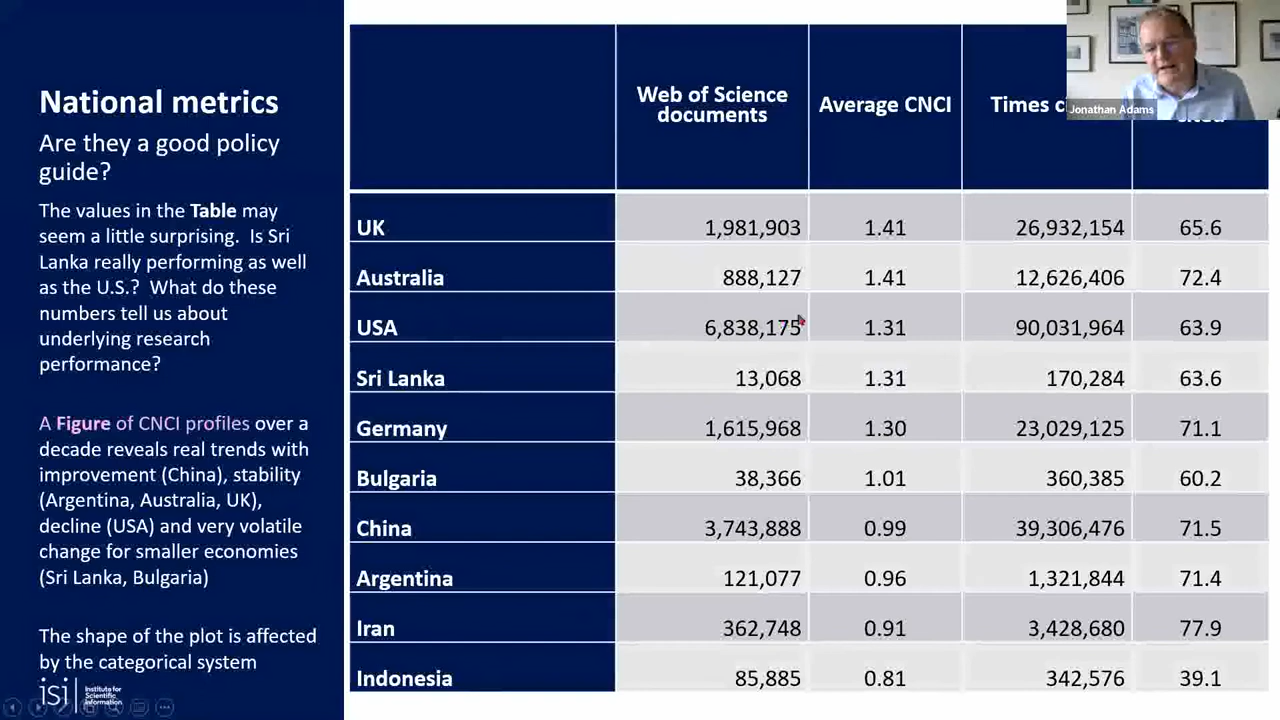 National metrics
Are they a good policy
guide?
The values in the Table may
seem a little surprising. Is Sri
Lanka really performing as well
as the U.S.? What do these
numbers tell us about
underlying research
performance?
A Figure of CNCI profiles over a
decade reveals real trends with
improvement (China), stability
(Argentina, Australia, UK),
decline (USA) and very volatile
change for smaller economies
(Sri Lanka, Bulgaria)
The shape of the plot is affected
by the categorical system
isi Institute for
Scientific
Information
Jonathan Adams
Web of Science
documents
Average CNCI
Times
UK 1,981,903 1.41 26,932,154 65.6
Australia 888,127 1.41 12,626,406 72.4
USA 6,838,175 1.31 90,031,964 63.9
Sri Lanka 13,068 1.31 170,284 63.6
Germany 1,615,968 1.30 23,029,125 71.1
Bulgaria 38,366 1.01 360,385 60.2
China 3,743,888 0.99 39,306,476 71.5
Argentina 121,077 0.96 1,321,844 71.4
Iran 362,748 0.91 3,428,680 77.9
Indonesia 85,885 0.81 342,576 39.1